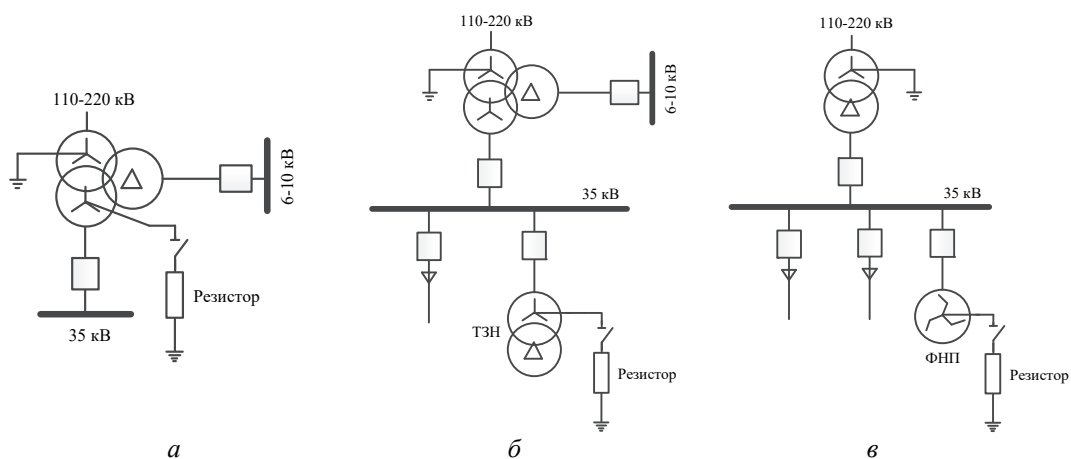 110-220 кВ
6-10 кВ
Резистор
35 кВ
а
110-220 кВ
6-10 кВ
35 кВ
ТЗН
Резистор
б
110-220 кВ
35 кВ
ФНП
Резистор
в